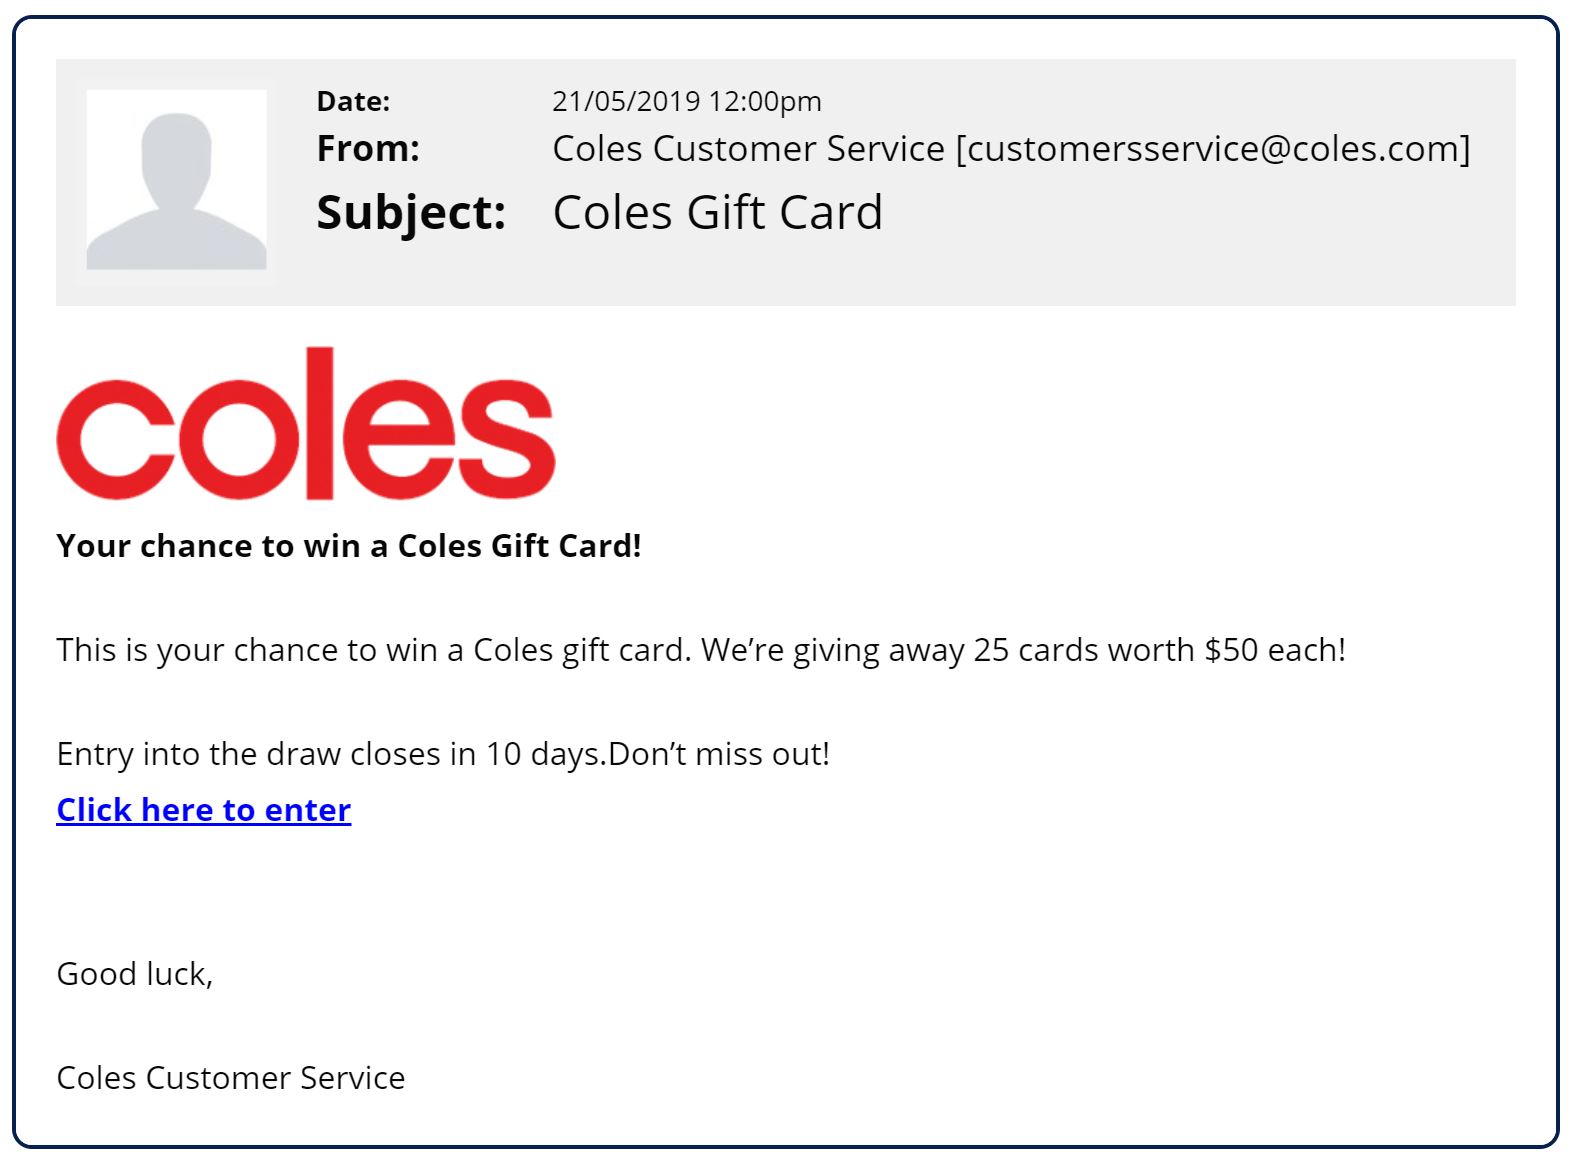 Date: 21/05/2019 12:00pm
From: Coles Customer Service [customersservice@coles.com]
Subject: Coles Gift Card
coles
Your chance to win a Coles Gift Card!
This is your chance to win a Coles gift card. We’re giving away 25 cards worth $50 each!
Entry into the draw closes in 10 days.Don’t miss out!
Click here to enter
Good luck,
Coles Customer Service